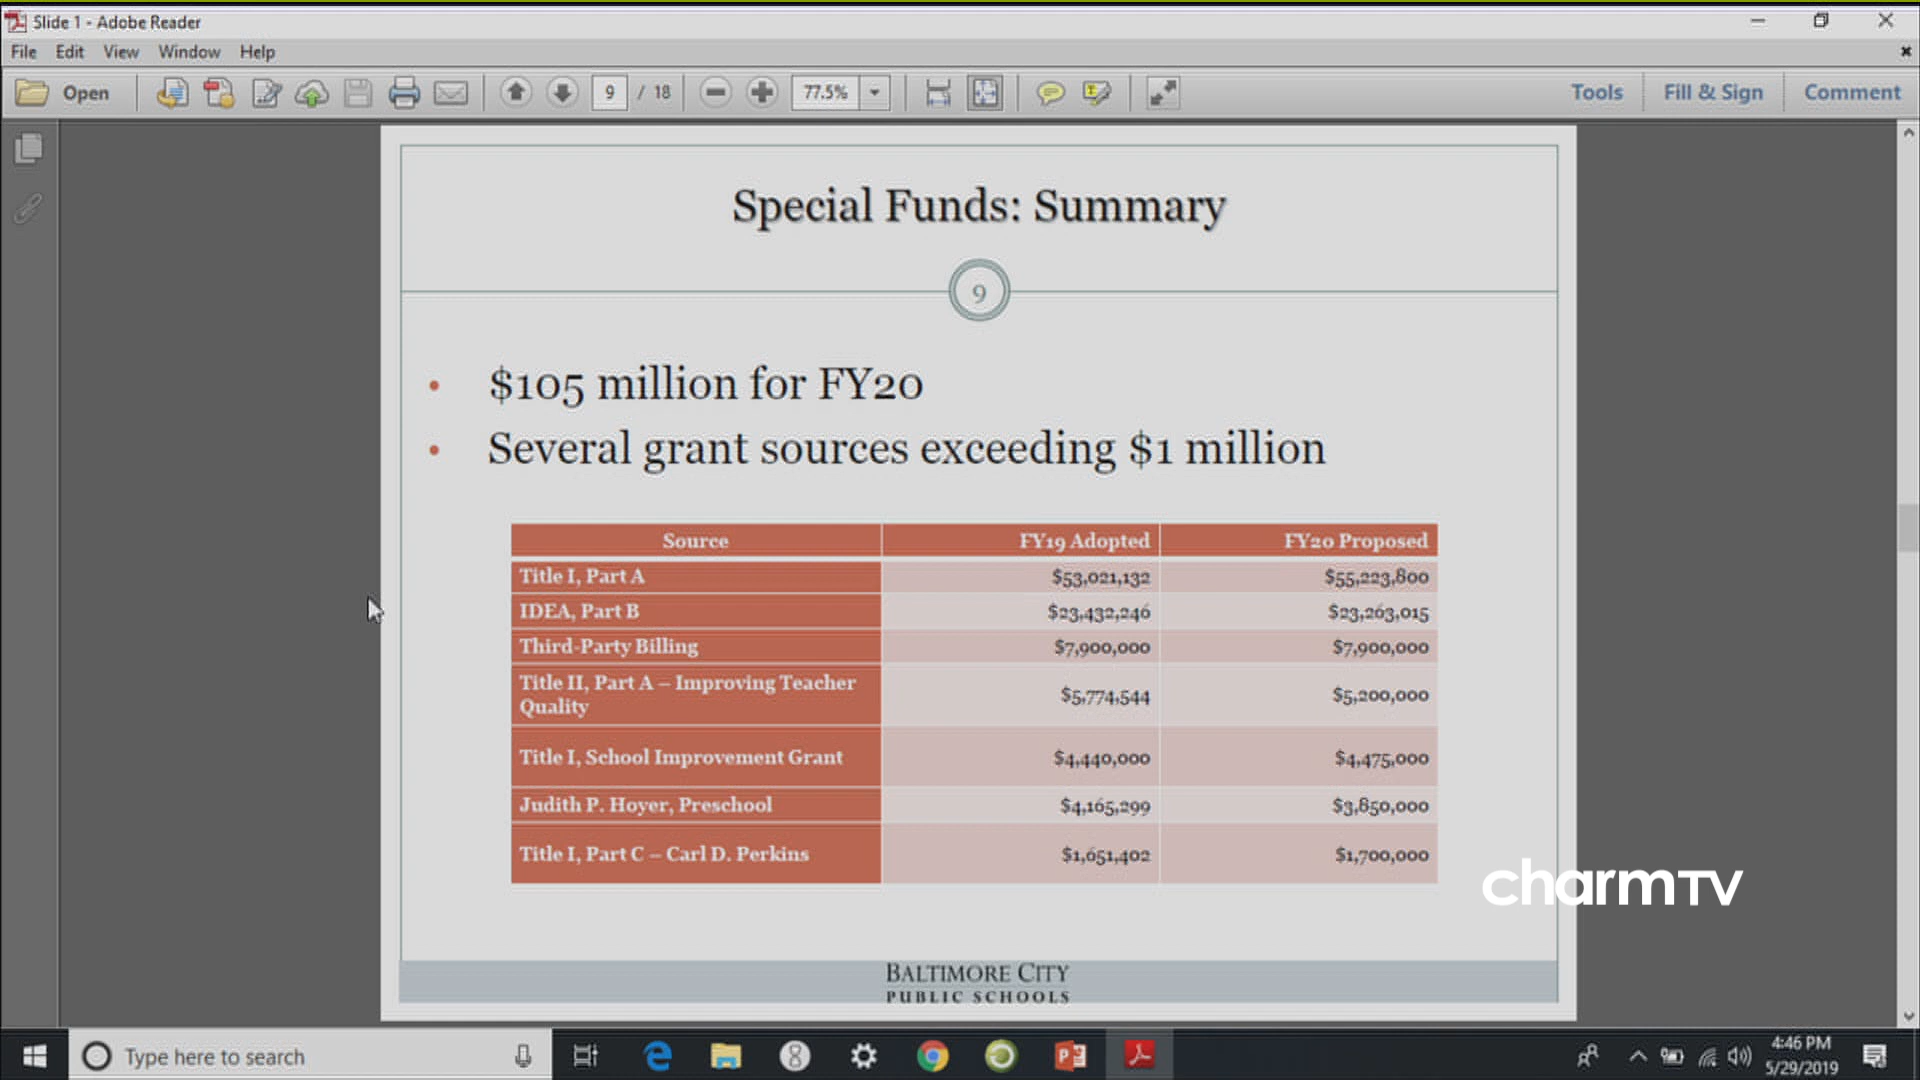 Slide 1 - Adobe Reader
File Edit View Window Help
Open 9 / 18 77.5% Tools Fill & Sign Comment
Special Funds: Summary
9
• $105 million for FY20
• Several grant sources exceeding $1 million
Source FY19 Adopted FY20 Proposed
Title I, Part A $53,021,132 $55,223,800
IDEA, Part B $23,432,246 $23,263,015
Third-Party Billing $7,900,000 $7,900,000
Title II, Part A – Improving Teacher
Quality $5,774,544 $5,200,000
Title I, School Improvement Grant $4,440,000 $4,475,000
Judith P. Hoyer, Preschool $4,165,299 $3,850,000
Title I, Part C – Carl D. Perkins $1,651,402 $1,700,000
charmTV
BALTIMORE CITY
PUBLIC SCHOOLS
Type here to search
4:46 PM
5/29/2019